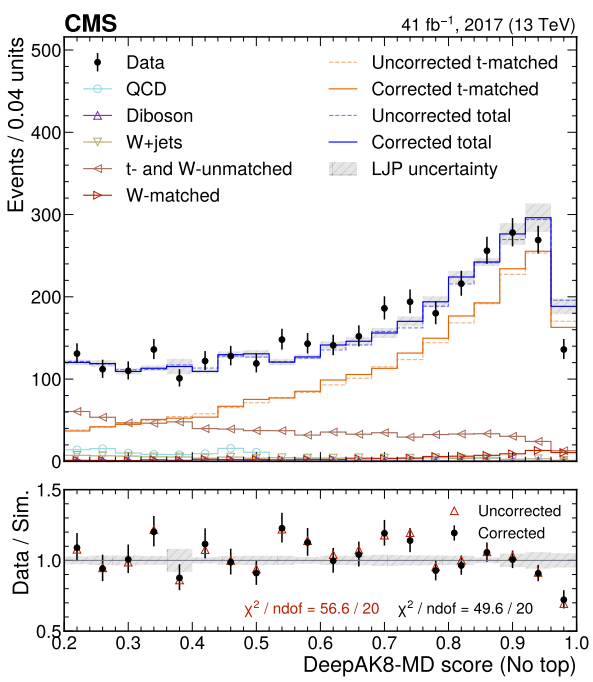 CMS
41 fb⁻¹, 2017 (13 TeV)
Events / 0.04 units
500
400
300
200
100
0
Data
QCD
Diboson
W+jets
t- and W-unmatched
W-matched
Uncorrected t-matched
Corrected t-matched
Uncorrected total
Corrected total
LJP uncertainty
Data / Sim.
1.5
1.0
0.5
Uncorrected
Corrected
χ² / ndof = 56.6 / 20
χ² / ndof = 49.6 / 20
0.2 0.3 0.4 0.5 0.6 0.7 0.8 0.9 1.0
DeepAK8-MD score (No top)